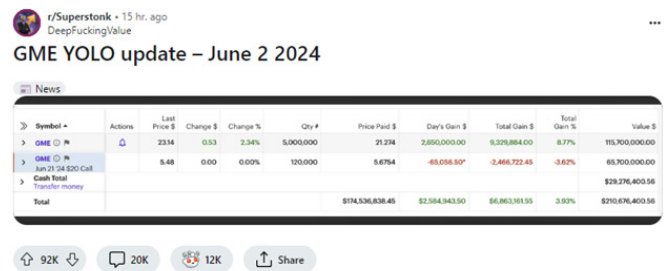 r/Superstonk • 15 hr. ago
DeepFuckingValue
GME YOLO update – June 2 2024
News
Symbol Actions Last Price $ Change $ Change % Qty # Price Paid $ Day's Gain $ Total Gain $ Total Gain % Value $
GME 23.14 0.53 2.34% 5,000,000 21.274 2,650,000.00 9,329,884.00 8.77% 115,700,000.00
GME Jun 21 '24 $20 Call 5.48 0.00 0.00% 120,000 5.6754 -65,056.50* -2,466,722.45 -3.62% 65,700,000.00
Cash Total $29,276,400.56
Transfer money
Total $174,536,838.45 $2,584,943.50 $6,863,161.55 3.93% $210,676,400.56
92K 20K 12K Share